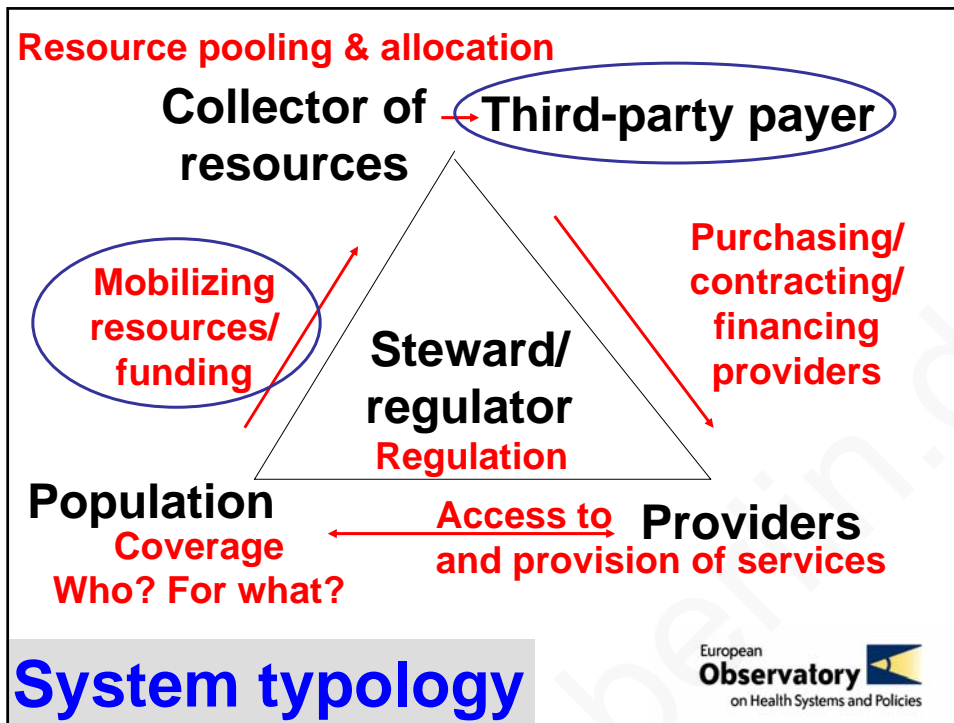 Resource pooling & allocation
Collector of
resources
Third-party payer
Mobilizing
resources/
funding
Purchasing/
contracting/
financing
providers
Steward/
regulator
Regulation
Population
Coverage
Who? For what?
Access to
and provision of services
Providers
System typology
European
Observatory
on Health Systems and Policies
berlin.d